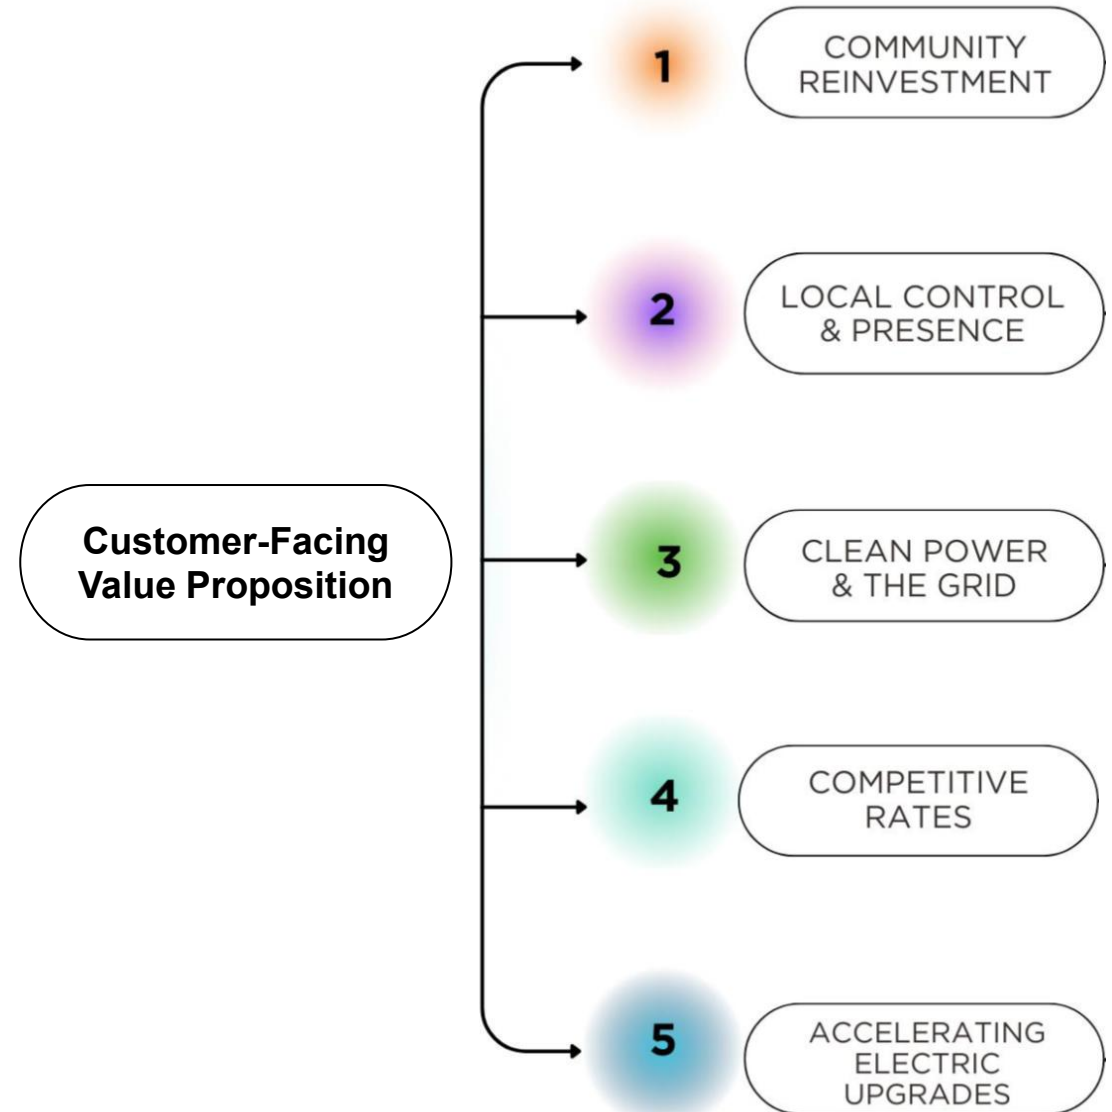 1
COMMUNITY
REINVESTMENT
2
LOCAL CONTROL
& PRESENCE
Customer-Facing
Value Proposition
3
CLEAN POWER
& THE GRID
4
COMPETITIVE
RATES
5
ACCELERATING
ELECTRIC
UPGRADES